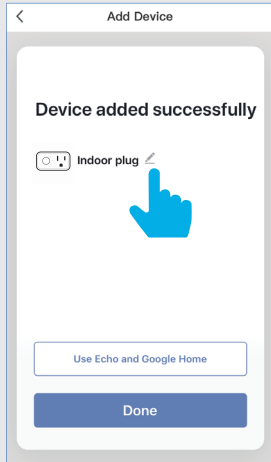 Add Device
Device added successfully
Indoor plug
Use Echo and Google Home
Done